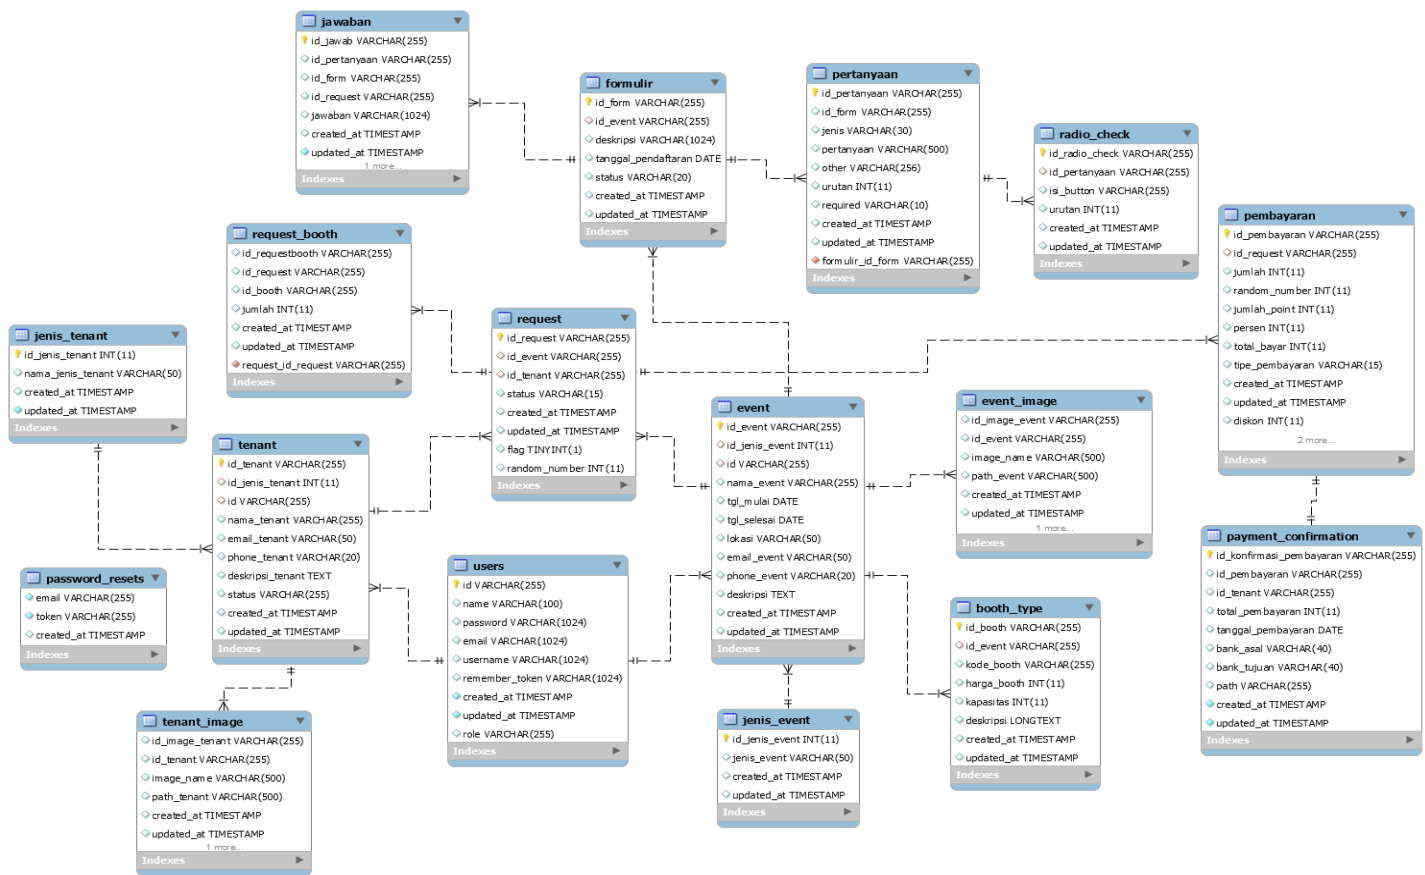 jawaban
id_jawab VARCHAR(255)
id_pertanyaan VARCHAR(255)
id_form VARCHAR(255)
id_request VARCHAR(255)
jawaban VARCHAR(1024)
created_at TIMESTAMP
updated_at TIMESTAMP
1 more...
Indexes
formulir
id_form VARCHAR(255)
id_event VARCHAR(255)
deskripsi VARCHAR(1024)
tanggal_pendaftaran DATE
status VARCHAR(20)
created_at TIMESTAMP
updated_at TIMESTAMP
Indexes
pertanyaan
id_pertanyaan VARCHAR(255)
id_form VARCHAR(255)
jenis VARCHAR(30)
pertanyaan VARCHAR(500)
other VARCHAR(256)
urutan INT(11)
required VARCHAR(10)
created_at TIMESTAMP
updated_at TIMESTAMP
formulir_id_form VARCHAR(255)
Indexes
radio_check
id_radio_check VARCHAR(255)
id_pertanyaan VARCHAR(255)
isi_button VARCHAR(255)
urutan INT(11)
created_at TIMESTAMP
updated_at TIMESTAMP
Indexes
request_booth
id_requestbooth VARCHAR(255)
id_request VARCHAR(255)
id_booth VARCHAR(255)
jumlah INT(11)
created_at TIMESTAMP
updated_at TIMESTAMP
request_id_request VARCHAR(255)
Indexes
pembayaran
id_pembayaran VARCHAR(255)
id_request VARCHAR(255)
jumlah INT(11)
random_number INT(11)
jumlah_point INT(11)
persen INT(11)
total_bayar INT(11)
tipe_pembayaran VARCHAR(15)
created_at TIMESTAMP
updated_at TIMESTAMP
diskon INT(11)
2 more...
Indexes
jenis_tenant
id_jenis_tenant INT(11)
nama_jenis_tenant VARCHAR(50)
created_at TIMESTAMP
updated_at TIMESTAMP
Indexes
request
id_request VARCHAR(255)
id_event VARCHAR(255)
id_tenant VARCHAR(255)
status VARCHAR(15)
created_at TIMESTAMP
updated_at TIMESTAMP
flag TINYINT(1)
random_number INT(11)
Indexes
event
id_event VARCHAR(255)
id_jenis_event INT(11)
id VARCHAR(255)
nama_event VARCHAR(255)
tgl_mulai DATE
tgl_selesai DATE
lokasi VARCHAR(50)
email_event VARCHAR(50)
phone_event VARCHAR(20)
deskripsi TEXT
created_at TIMESTAMP
updated_at TIMESTAMP
Indexes
event_image
id_image_event VARCHAR(255)
id_event VARCHAR(255)
image_name VARCHAR(500)
path_event VARCHAR(500)
created_at TIMESTAMP
updated_at TIMESTAMP
1 more...
Indexes
tenant
id_tenant VARCHAR(255)
id_jenis_tenant INT(11)
id VARCHAR(255)
nama_tenant VARCHAR(255)
email_tenant VARCHAR(50)
phone_tenant VARCHAR(20)
deskripsi_tenant TEXT
status VARCHAR(255)
created_at TIMESTAMP
updated_at TIMESTAMP
Indexes
payment_confirmation
id_konfirmasi_pembayaran VARCHAR(255)
id_pembayaran VARCHAR(255)
id_tenant VARCHAR(255)
total_pembayaran INT(11)
tanggal_pembayaran DATE
bank_asal VARCHAR(40)
bank_tujuan VARCHAR(40)
path VARCHAR(255)
created_at TIMESTAMP
updated_at TIMESTAMP
Indexes
password_resets
email VARCHAR(255)
token VARCHAR(255)
created_at TIMESTAMP
Indexes
users
id VARCHAR(255)
name VARCHAR(100)
password VARCHAR(1024)
email VARCHAR(1024)
username VARCHAR(1024)
remember_token VARCHAR(1024)
created_at TIMESTAMP
updated_at TIMESTAMP
role VARCHAR(255)
Indexes
booth_type
id_booth VARCHAR(255)
id_event VARCHAR(255)
kode_booth VARCHAR(255)
harga_booth INT(11)
kapasitas INT(11)
deskripsi LONGTEXT
created_at TIMESTAMP
updated_at TIMESTAMP
Indexes
tenant_image
id_image_tenant VARCHAR(255)
id_tenant VARCHAR(255)
image_name VARCHAR(500)
path_tenant VARCHAR(500)
created_at TIMESTAMP
updated_at TIMESTAMP
1 more...
Indexes
jenis_event
id_jenis_event INT(11)
jenis_event VARCHAR(50)
created_at TIMESTAMP
updated_at TIMESTAMP
Indexes